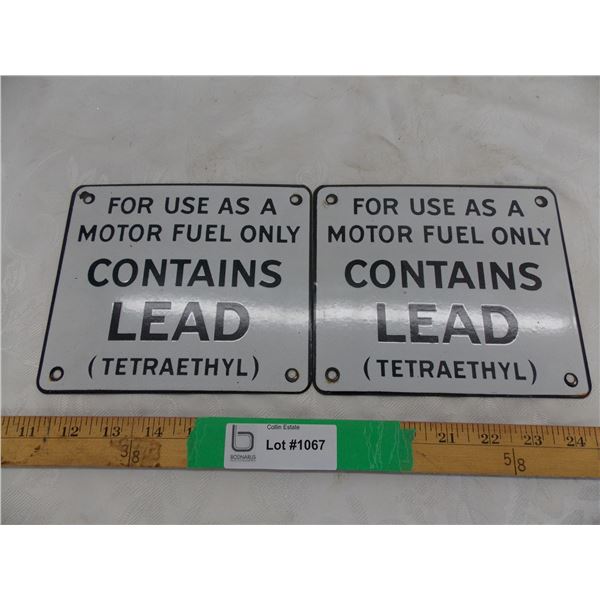 FOR USE AS A
MOTOR FUEL ONLY
CONTAINS
LEAD
(TETRAETHYL)
FOR USE AS A
MOTOR FUEL ONLY
CONTAINS
LEAD
(TETRAETHYL)
11 12 13 14 15 21 22 23 24
3/8 5/8
Collin Estate
Lot #1067
BODNARUS